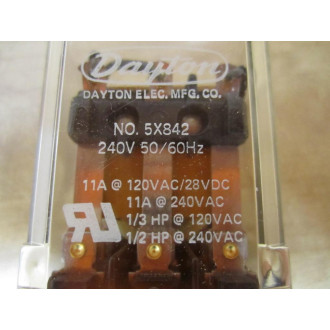 Dayton
DAYTON ELEC. MFG. CO.
NO. 5X842
240V 50/60Hz
11A @ 120VAC/28VDC
11A @ 240VAC
1/3 HP @ 120VAC
1/2 HP @ 240VAC
RU